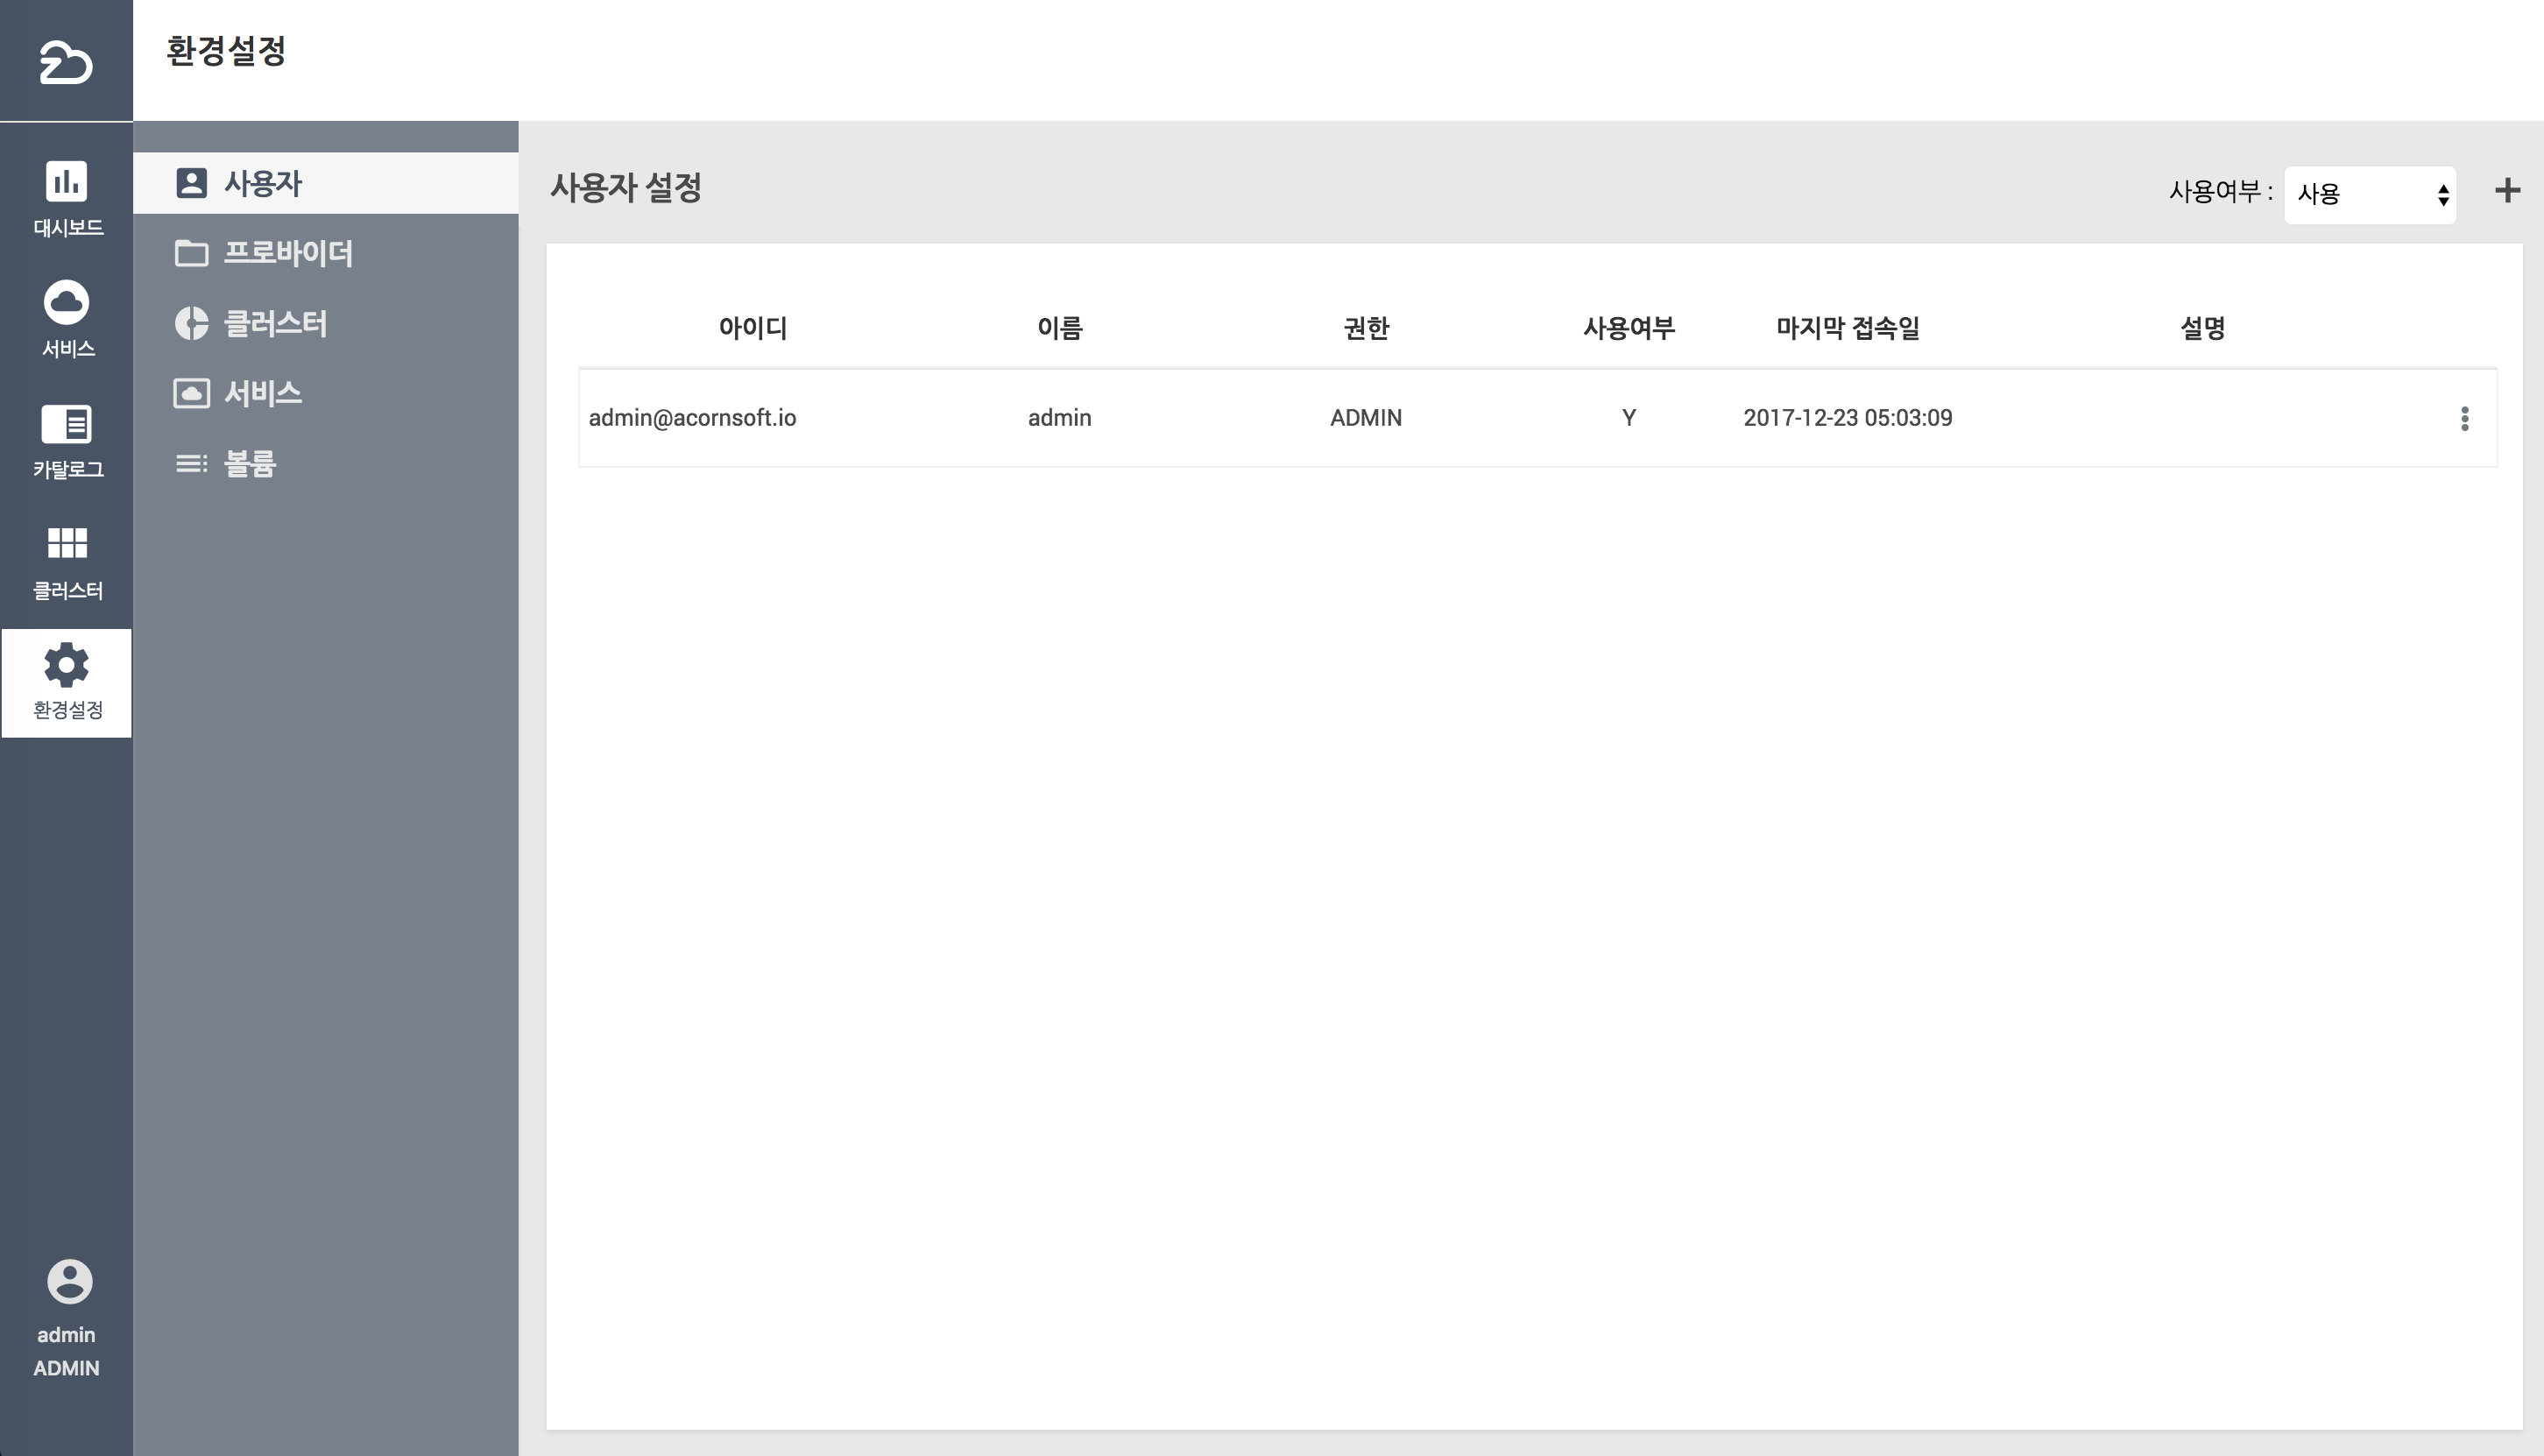 환경설정
대시보드
서비스
카탈로그
클러스터
환경설정
admin
ADMIN
사용자
프로바이더
클러스터
서비스
볼륨
사용자 설정
사용여부 : 사용
아이디 이름 권한 사용여부 마지막 접속일 설명
admin@acornsoft.io admin ADMIN Y 2017-12-23 05:03:09